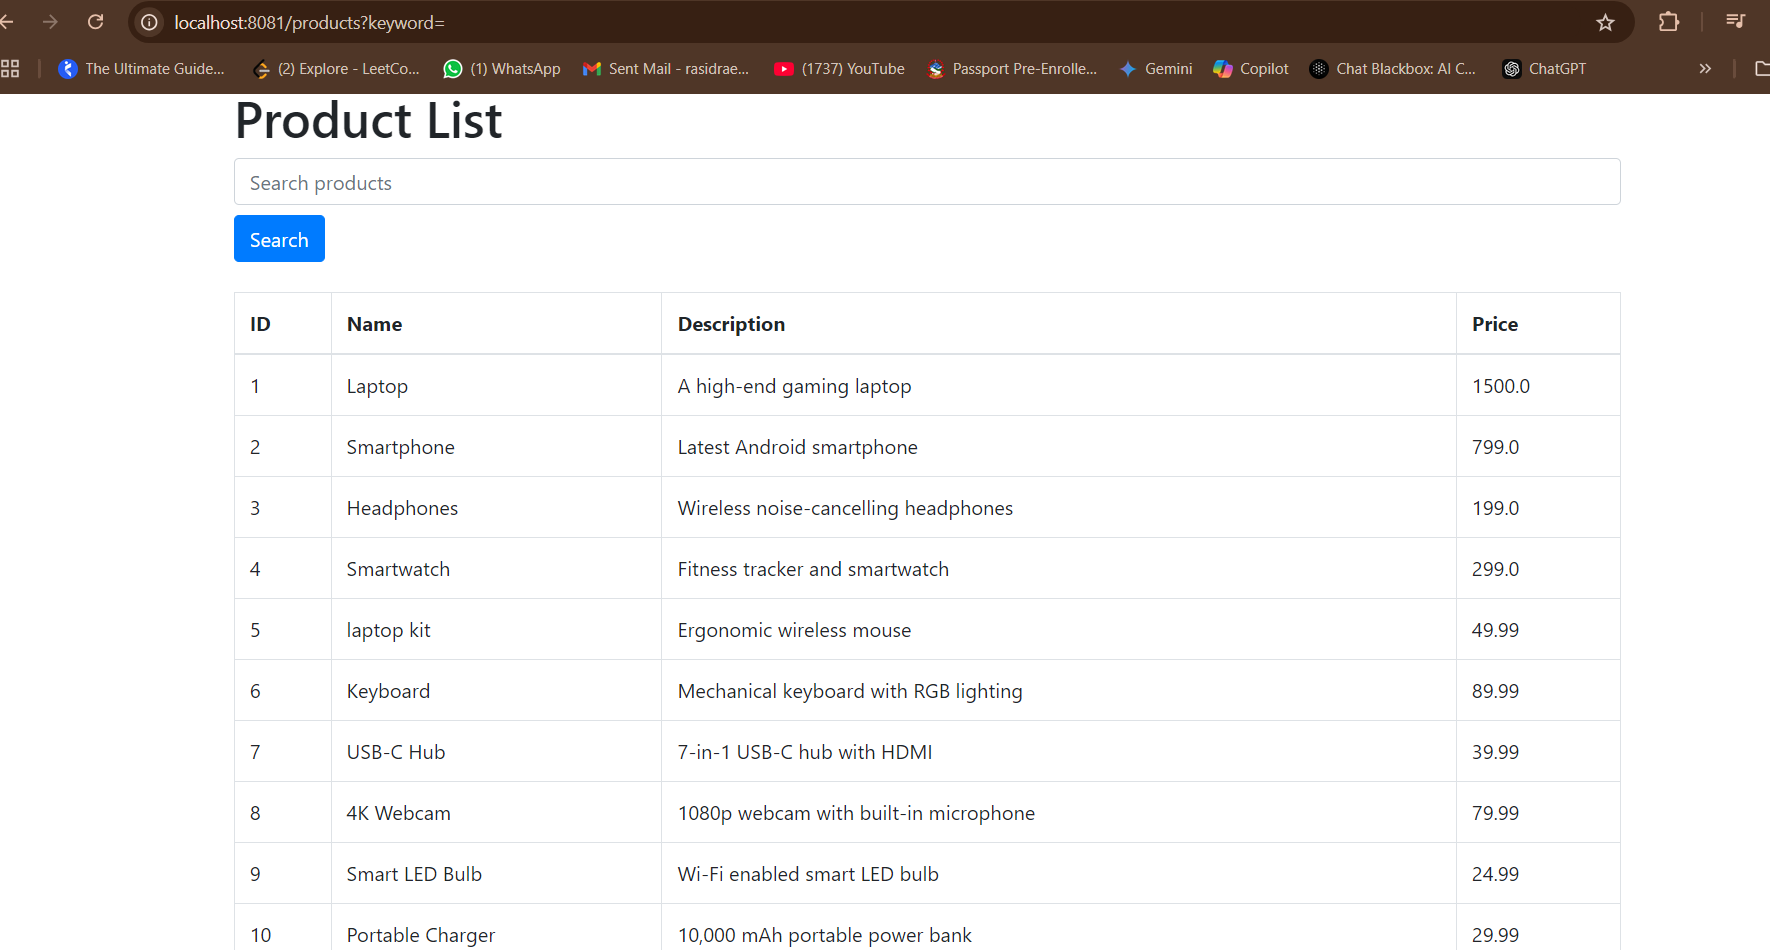 localhost:8081/products?keyword=
The Ultimate Guide... (2) Explore - LeetCo... (1) WhatsApp Sent Mail - rasidrae... (1737) YouTube Passport Pre-Enrolle... Gemini Copilot Chat Blackbox: AI C... ChatGPT
Product List
Search products
Search
ID Name Description Price
1 Laptop A high-end gaming laptop 1500.0
2 Smartphone Latest Android smartphone 799.0
3 Headphones Wireless noise-cancelling headphones 199.0
4 Smartwatch Fitness tracker and smartwatch 299.0
5 laptop kit Ergonomic wireless mouse 49.99
6 Keyboard Mechanical keyboard with RGB lighting 89.99
7 USB-C Hub 7-in-1 USB-C hub with HDMI 39.99
8 4K Webcam 1080p webcam with built-in microphone 79.99
9 Smart LED Bulb Wi-Fi enabled smart LED bulb 24.99
10 Portable Charger 10,000 mAh portable power bank 29.99